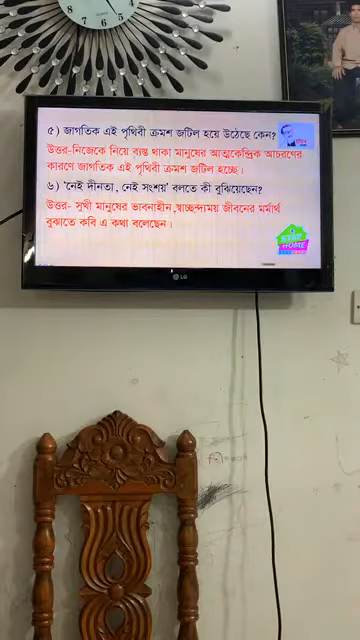 ৫) জাগতিক এই পৃথিবী ক্রমশ জটিল হয়ে উঠেছে কেন?
উত্তর-নিজেকে নিয়ে ব্যস্ত থাকা মানুষের আত্মকেন্দ্রিক আচরণের
কারণে জাগতিক এই পৃথিবী ক্রমশ জটিল হচ্ছে।
৬) 'নেই দীনতা, নেই সংশয়' বলতে কী বুঝিয়েছেন?
উত্তর- সুখী মানুষের ভাবনাহীন,স্বাচ্ছন্দ্যময় জীবনের মর্মার্থ
বুঝাতে কবি এ কথা বলেছেন।
STAY
HOME
LG